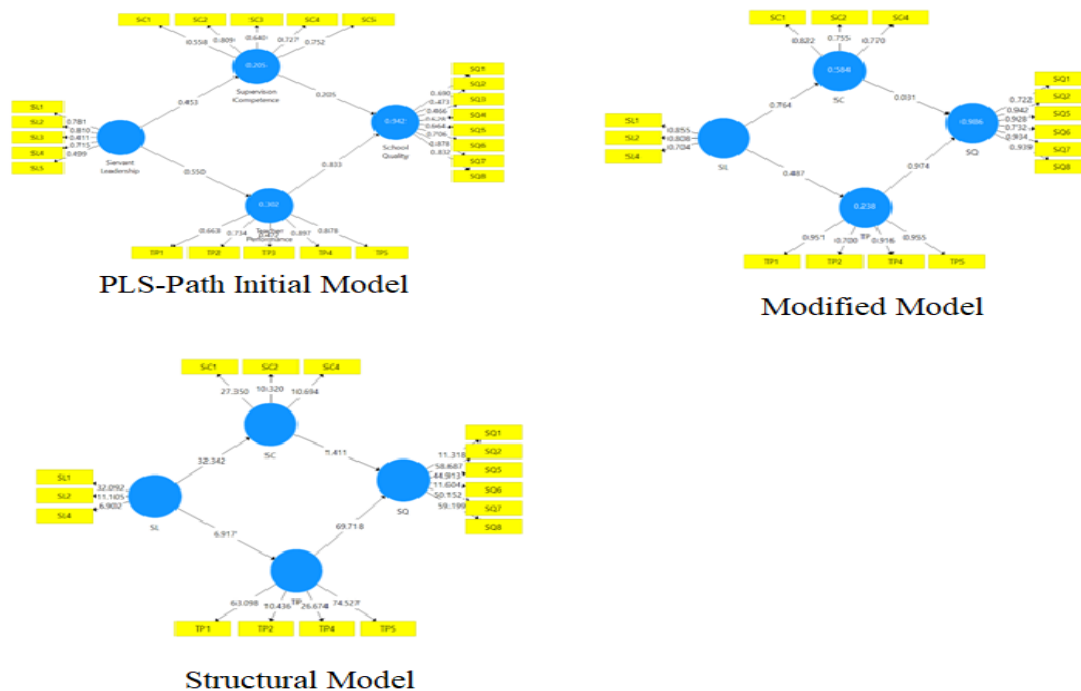 SC1 SC2 SC3 SC4 SC5
0.809 0.640 0.727 0.752
0.205
Supervision
Competence
0.453
0.205
SL1
SL2
SL3
SL4
SL5
0.781
0.810
0.411
0.715
0.499
Servant
Leadership
0.550
0.833
0.942
School
Quality
0.690
0.473
0.466
0.664
0.706
0.878
0.832
SQ1
SQ2
SQ3
SQ4
SQ5
SQ6
SQ7
SQ8
0.302
Teacher
Performance
0.663 0.734 0.897 0.878
TP1 TP2 TP3 TP4 TP5
PLS-Path Initial Model
SC1 SC2 SC4
0.822 0.755 0.770
0.584
SC
0.764
0.031
SL1
SL2
SL4
0.855
0.808
0.704
SL
0.487
0.974
0.986
SQ
0.722
0.942
0.928
0.732
0.934
0.939
SQ1
SQ2
SQ5
SQ6
SQ7
SQ8
0.238
TP
0.951 0.700 0.916 0.955
TP1 TP2 TP4 TP5
Modified Model
SC1 SC2 SC4
27.350 10.320 10.694
SC
32.342
1.411
SL1
SL2
SL4
32.092
11.105
6.902
SL
6.917
69.718
SQ
11.318
58.687
11.604
50.152
59.199
SQ1
SQ2
SQ5
SQ6
SQ7
SQ8
TP
63.098 10.436 26.674 74.527
TP1 TP2 TP4 TP5
Structural Model